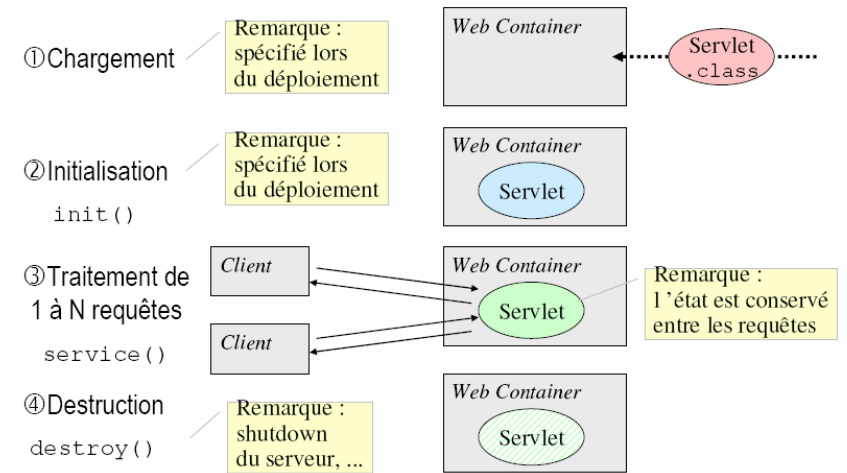 ①Chargement
Remarque :
spécifié lors
du déploiement
Web Container
Servlet
.class
②Initialisation
init()
Remarque :
spécifié lors
du déploiement
Web Container
Servlet
③Traitement de
1 à N requêtes
service()
Client
Client
Web Container
Servlet
Remarque :
l ’état est conservé
entre les requêtes
④Destruction
destroy()
Remarque :
shutdown
du serveur, ...
Web Container
Servlet